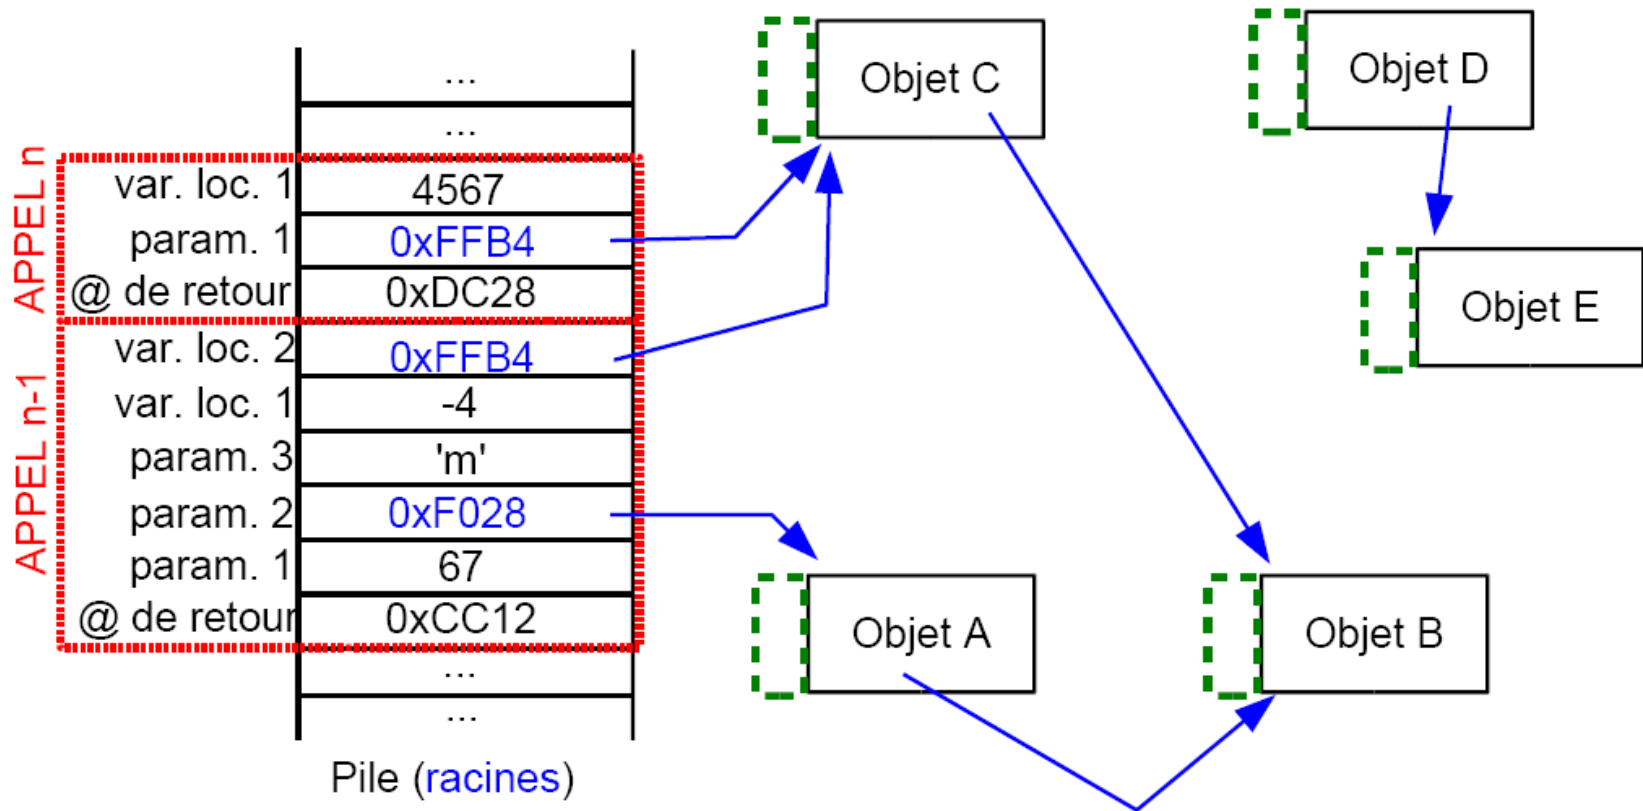 ...
...
APPEL n
var. loc. 1 4567
param. 1 0xFFB4
@ de retour 0xDC28
APPEL n-1
var. loc. 2 0xFFB4
var. loc. 1 -4
param. 3 'm'
param. 2 0xF028
param. 1 67
@ de retour 0xCC12
...
...
Pile (racines)
Objet C
Objet D
Objet E
Objet A
Objet B